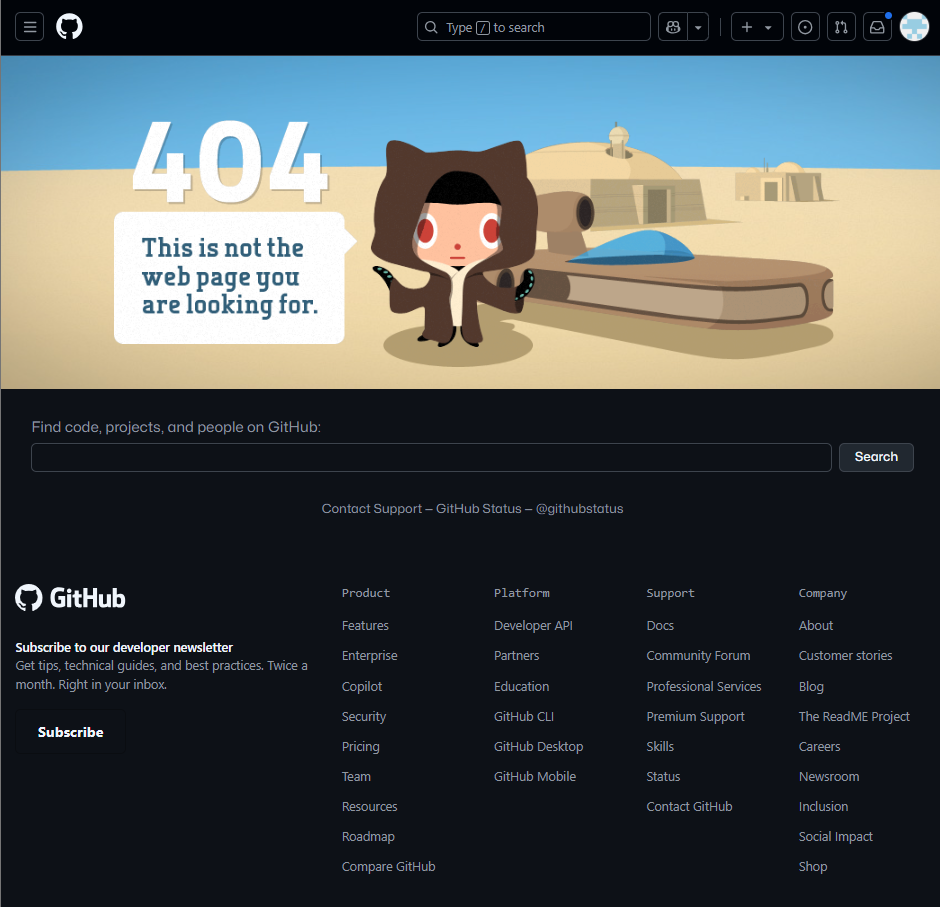 Type / to search
404
This is not the
web page you
are looking for.
Find code, projects, and people on GitHub:
Search
Contact Support — GitHub Status — @githubstatus
GitHub
Subscribe to our developer newsletter
Get tips, technical guides, and best practices. Twice a
month. Right in your inbox.
Subscribe
Product
Features
Enterprise
Copilot
Security
Pricing
Team
Resources
Roadmap
Compare GitHub
Platform
Developer API
Partners
Education
GitHub CLI
GitHub Desktop
GitHub Mobile
Support
Docs
Community Forum
Professional Services
Premium Support
Skills
Status
Contact GitHub
Company
About
Customer stories
Blog
The ReadME Project
Careers
Newsroom
Inclusion
Social Impact
Shop